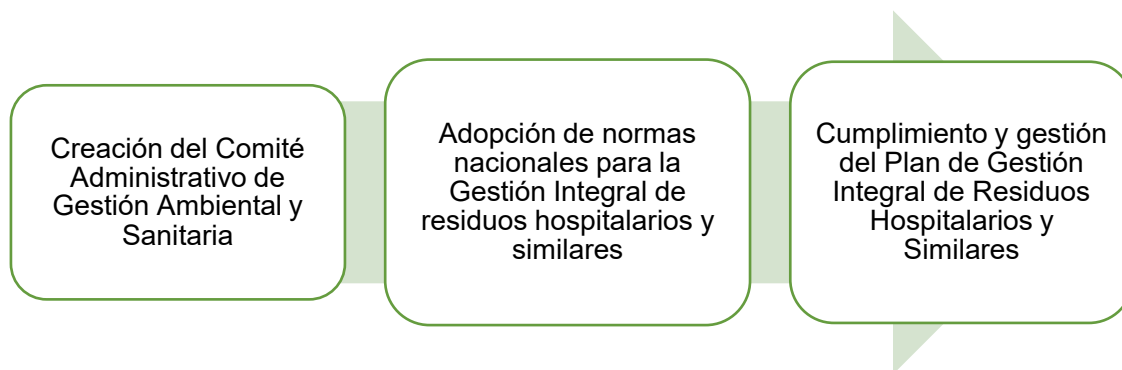 Creación del Comité
Administrativo de
Gestión Ambiental y
Sanitaria
Adopción de normas
nacionales para la
Gestión Integral de
residuos hospitalarios y
similares
Cumplimiento y gestión
del Plan de Gestión
Integral de Residuos
Hospitalarios y
Similares